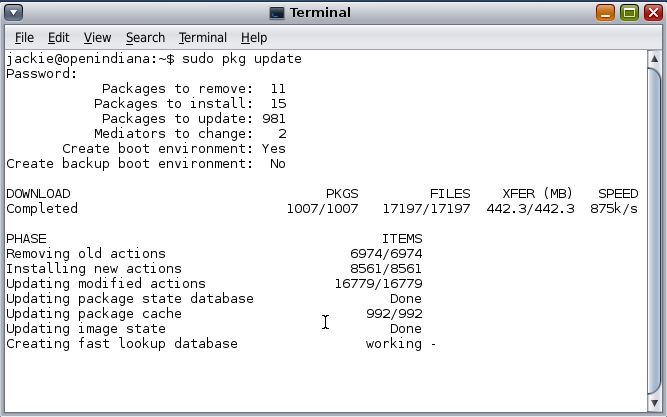 Terminal
File Edit View Search Terminal Help
jackie@openindiana:~$ sudo pkg update
Password:
Packages to remove: 11
Packages to install: 15
Packages to update: 981
Mediators to change: 2
Create boot environment: Yes
Create backup boot environment: No
DOWNLOAD PKGS FILES XFER (MB) SPEED
Completed 1007/1007 17197/17197 442.3/442.3 875k/s
PHASE ITEMS
Removing old actions 6974/6974
Installing new actions 8561/8561
Updating modified actions 16779/16779
Updating package state database Done
Updating package cache 992/992
Updating image state Done
Creating fast lookup database working -